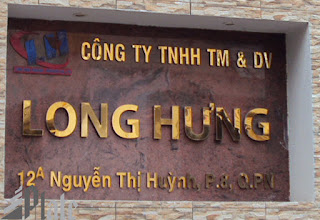 CÔNG TY TNHH TM & DV
LONG HƯNG
12A Nguyễn Thị Huỳnh, P.8, Q.PN